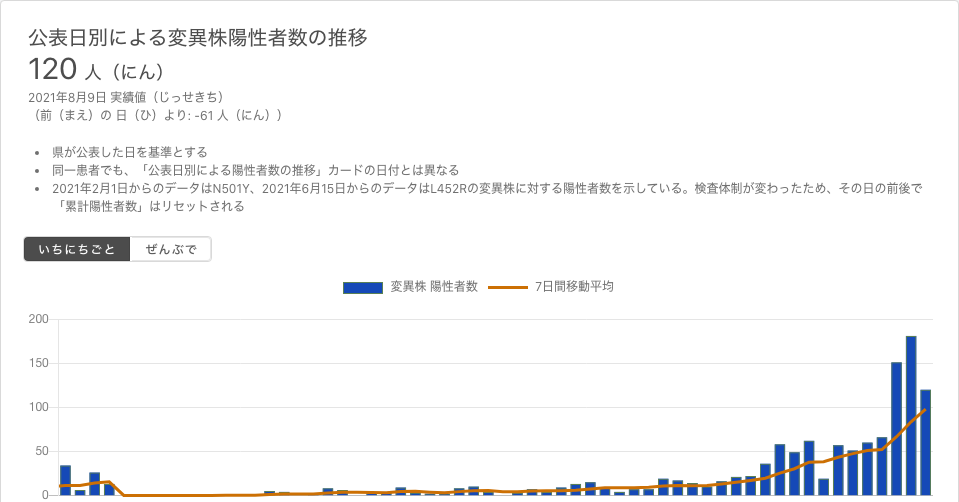 公表日別による変異株陽性者数の推移
120 人（にん）
2021年8月9日 実績値（じっせきち）
（前（まえ）の 日（ひ）より: -61 人（にん））
• 県が公表した日を基準とする
• 同一患者でも、「公表日別による陽性者数の推移」カードの日付とは異なる
• 2021年2月1日からのデータはN501Y、2021年6月15日からのデータはL452Rの変異株に対する陽性者数を示している。検査体制が変わったため、その日の前後で
「累計陽性者数」はリセットされる
いちにちごと ぜんぶで
変異株 陽性者数 7日間移動平均
200
150
100
50
0